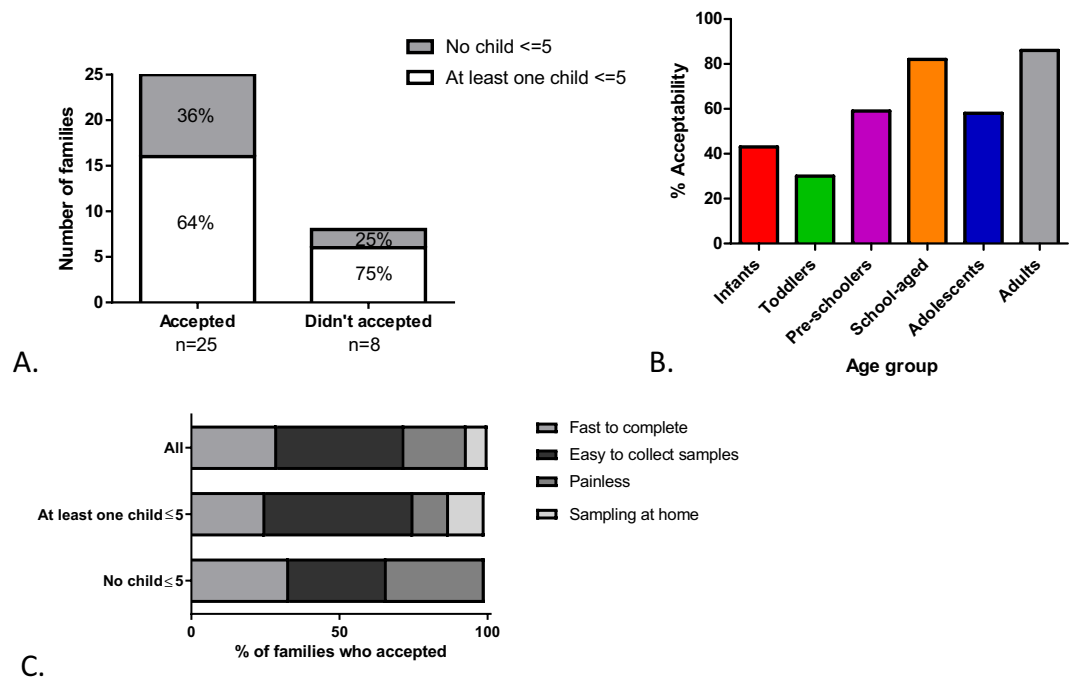 No child <=5
At least one child <=5
Number of families
25
20
15
10
5
0
36%
64%
25%
75%
Accepted
n=25
Didn't accepted
n=8
A.
% Acceptability
100
80
60
40
20
0
Infants
Toddlers
Pre-schoolers
School-aged
Adolescents
Adults
Age group
B.
All
At least one child≤5
No child≤5
0
50
100
% of families who accepted
Fast to complete
Easy to collect samples
Painless
Sampling at home
C.